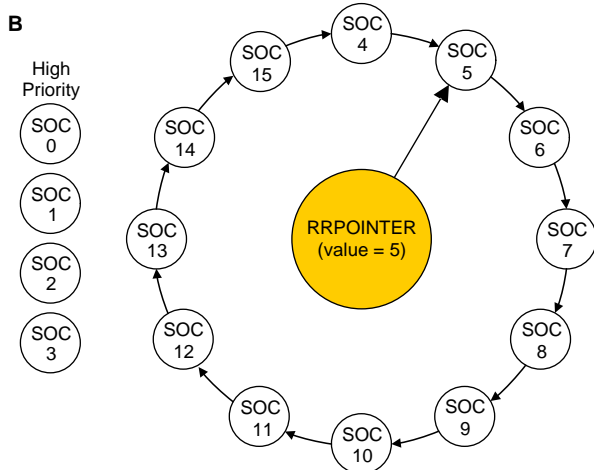 B
High
Priority
SOC
0
SOC
1
SOC
2
SOC
3
SOC
4
SOC
5
SOC
6
SOC
7
SOC
8
SOC
9
SOC
10
SOC
11
SOC
12
SOC
13
SOC
14
SOC
15
RRPOINTER
(value = 5)